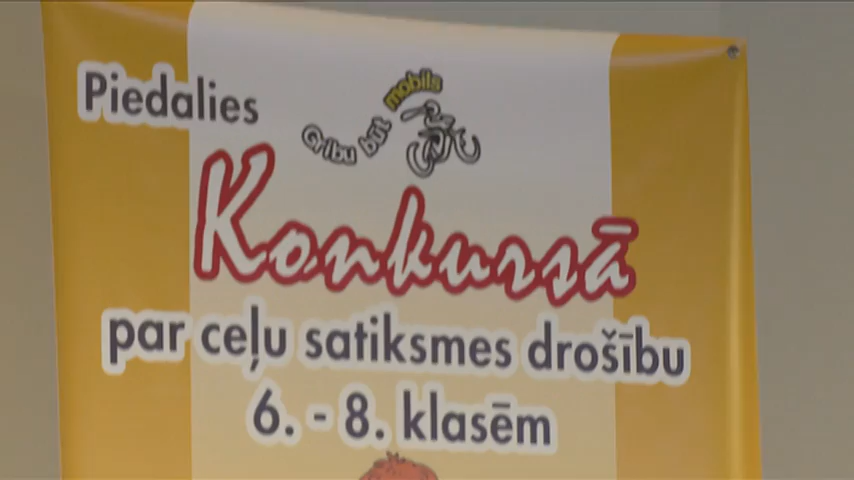 Piedalies
Gribu būt mobils
Konkursā
par ceļu satiksmes drošību
6. - 8. klasēm